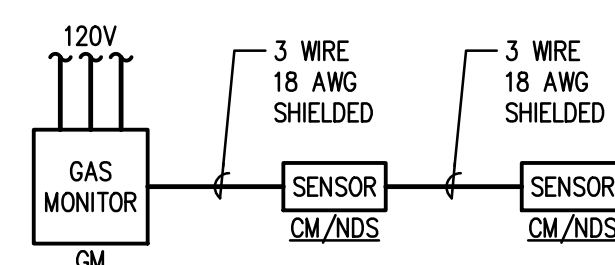 120V
3 WIRE
18 AWG
SHIELDED
3 WIRE
18 AWG
SHIELDED
GAS
MONITOR
SENSOR
SENSOR
CM/NDS
CM/NDS
GM